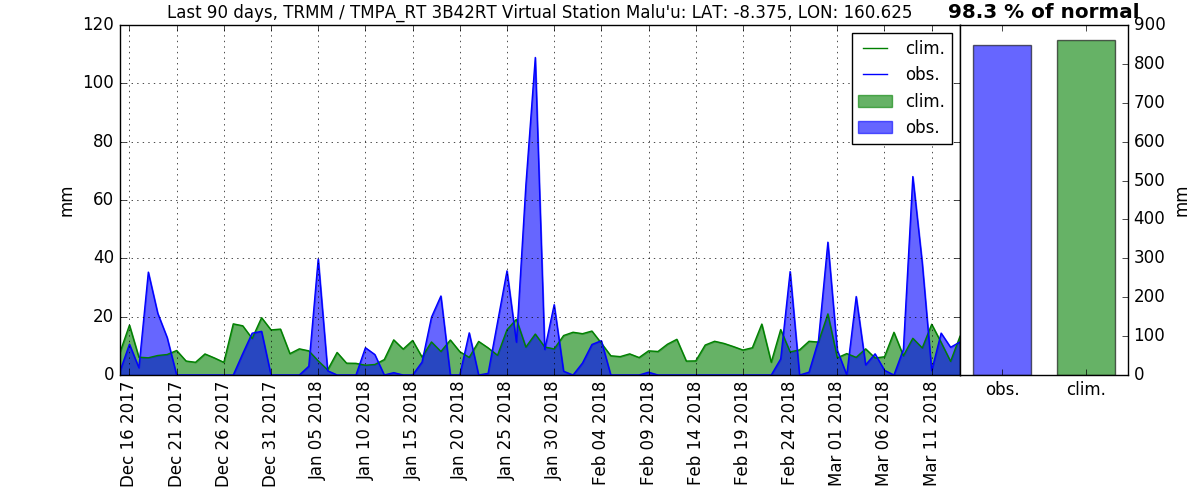 Last 90 days, TRMM / TMPA_RT 3B42RT Virtual Station Malu'u: LAT: -8.375, LON: 160.625
98.3 % of normal
120
100
80
60
40
20
0
mm
clim.
obs.
clim.
obs.
900
800
700
600
500
400
300
200
100
0
mm
obs.
clim.
Dec 16 2017
Dec 21 2017
Dec 26 2017
Dec 31 2017
Jan 05 2018
Jan 10 2018
Jan 15 2018
Jan 20 2018
Jan 25 2018
Jan 30 2018
Feb 04 2018
Feb 09 2018
Feb 14 2018
Feb 19 2018
Feb 24 2018
Mar 01 2018
Mar 06 2018
Mar 11 2018